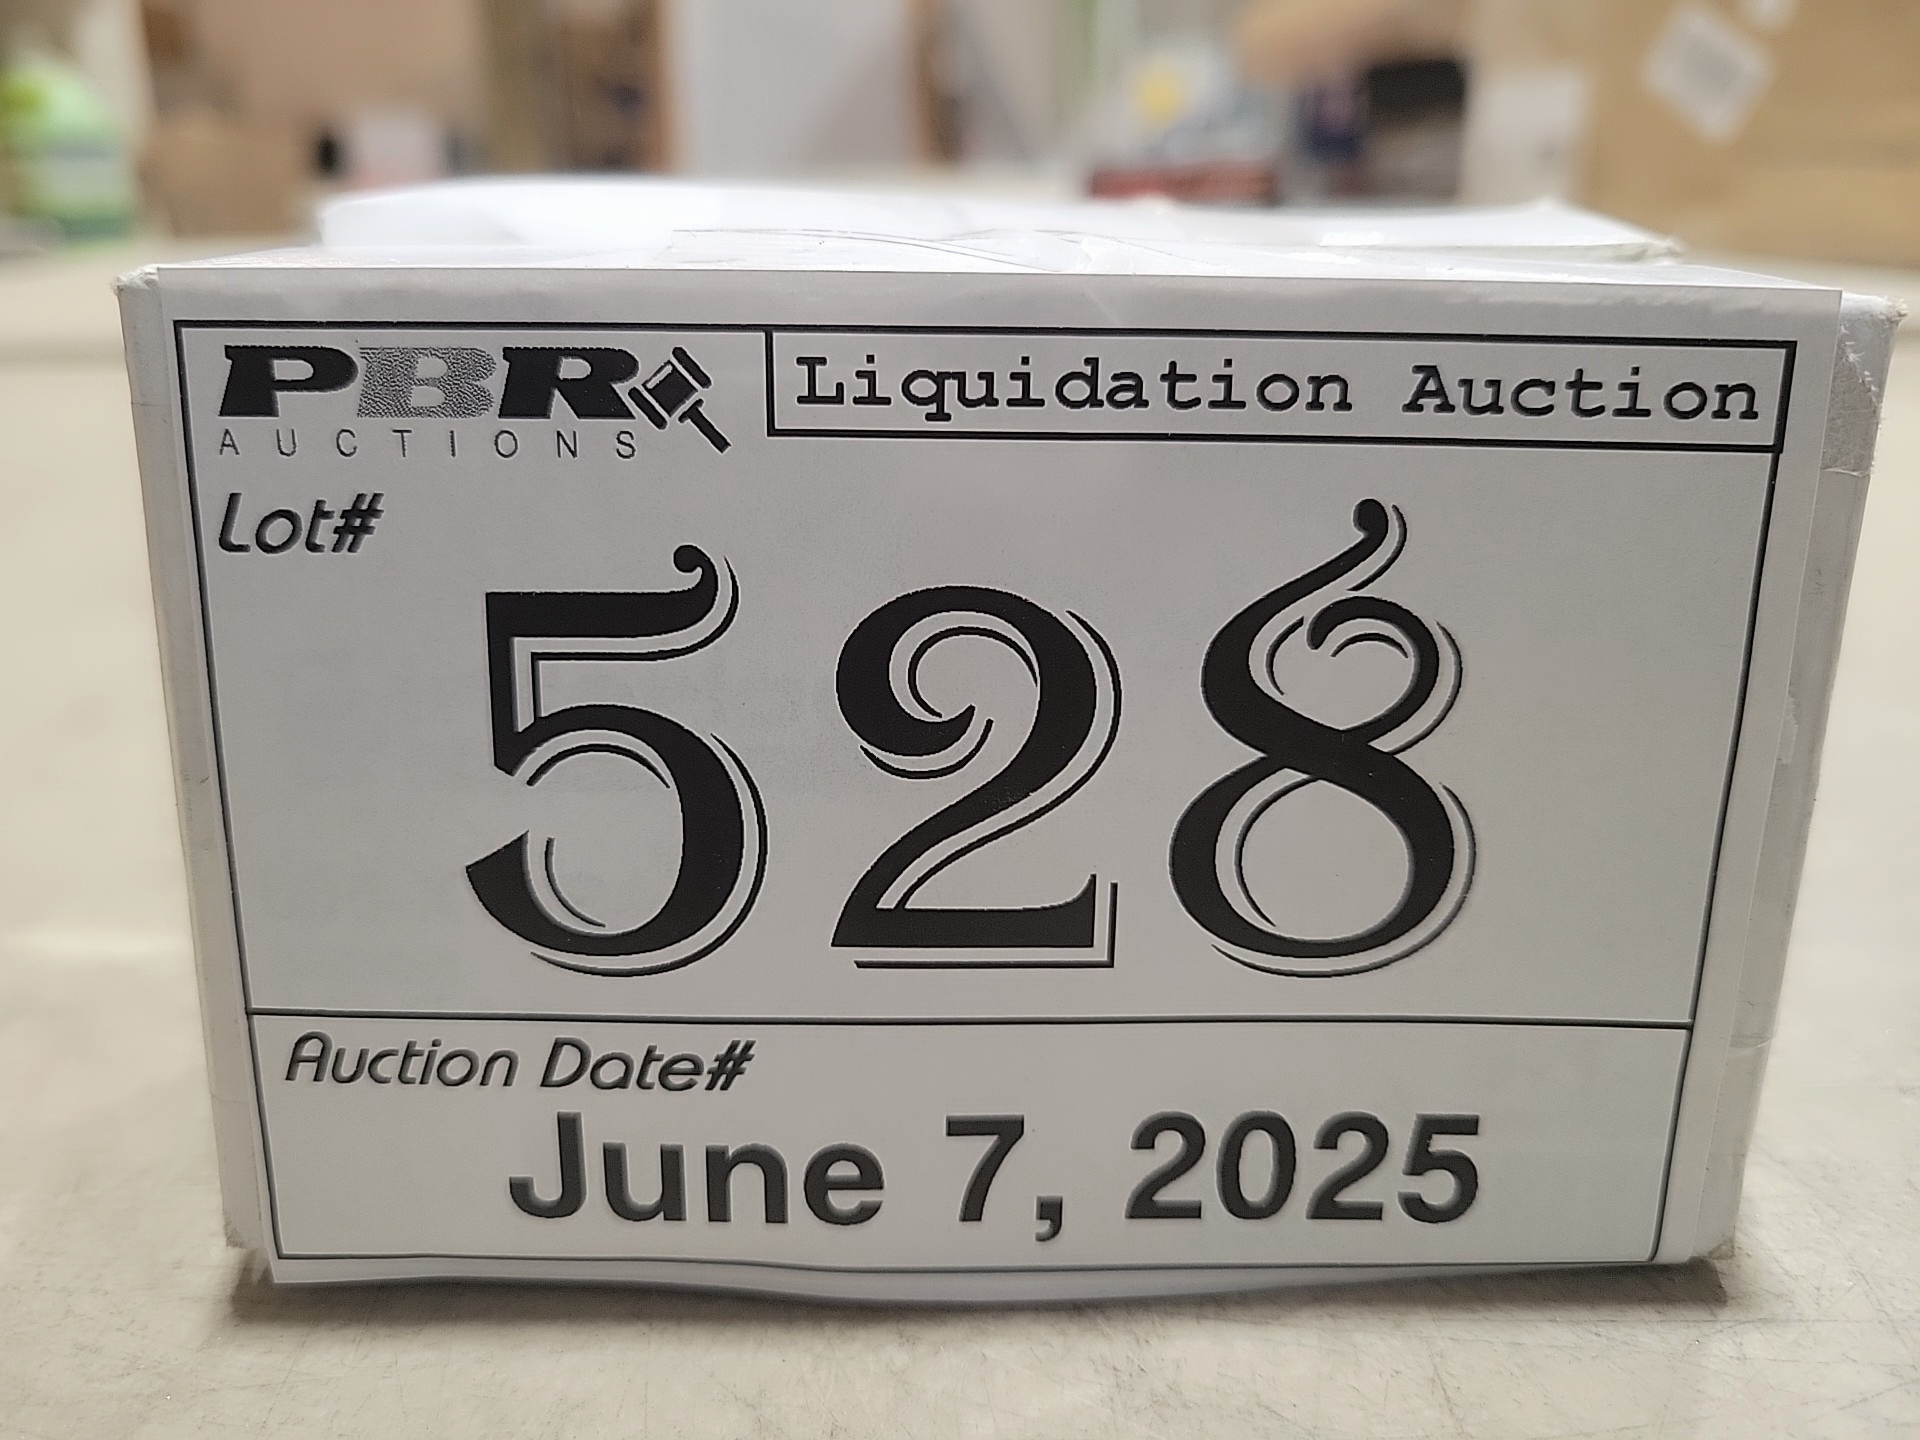 PBR
AUCTIONS
Liquidation Auction
Lot#
528
Auction Date#
June 7, 2025